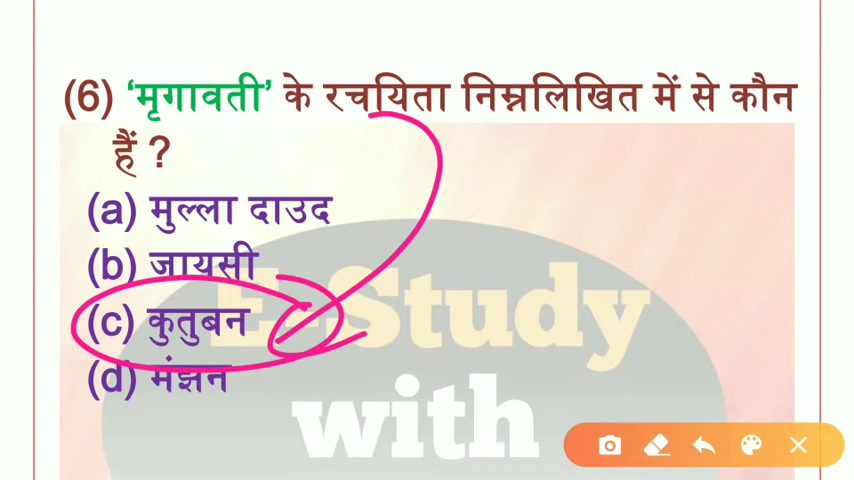 (6) ‘मृगावती’ के रचयिता निम्नलिखित में से कौन
हैं ?
(a) मुल्ला दाउद
(b) जायसी
(c) कुतुबन
(d) मंझन
E-Study
with